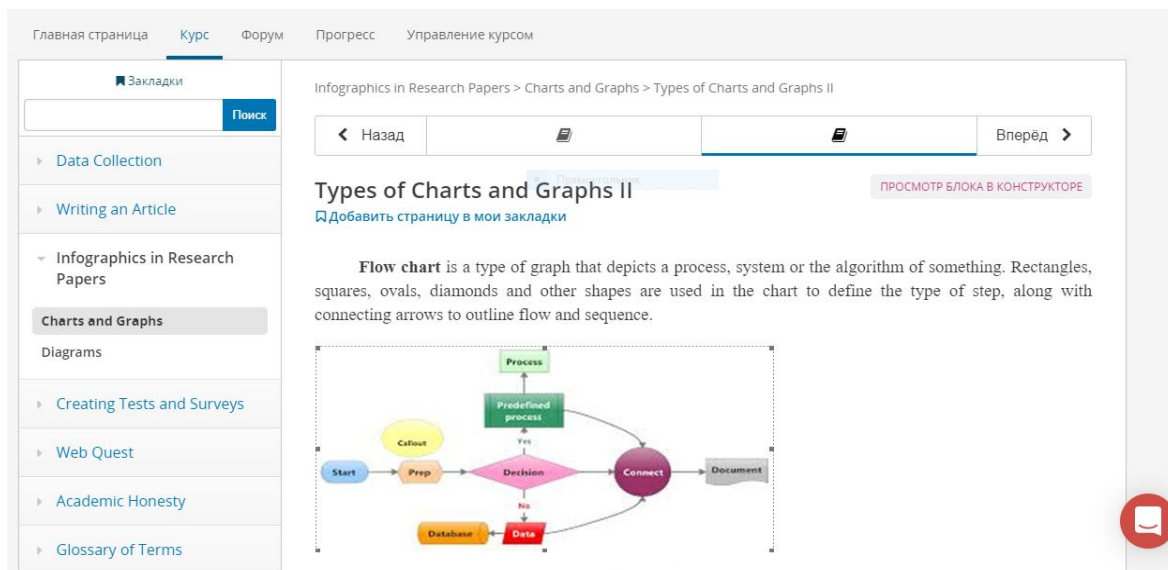 Главная страница Курс Форум Прогресс Управление курсом
Закладки
Поиск
Data Collection
Writing an Article
Infographics in Research
Papers
Charts and Graphs
Diagrams
Creating Tests and Surveys
Web Quest
Academic Honesty
Glossary of Terms
Infographics in Research Papers > Charts and Graphs > Types of Charts and Graphs II
Назад
Вперёд
Прямоугольник
Types of Charts and Graphs II
ПРОСМОТР БЛОКА В КОНСТРУКТОРЕ
Добавить страницу в мои закладки
Flow chart is a type of graph that depicts a process, system or the algorithm of something. Rectangles,
squares, ovals, diamonds and other shapes are used in the chart to define the type of step, along with
connecting arrows to outline flow and sequence.
Process
Predefined
process
Callout
Yes
Start
Prep
Decision
Connect
Document
No
Database
Data